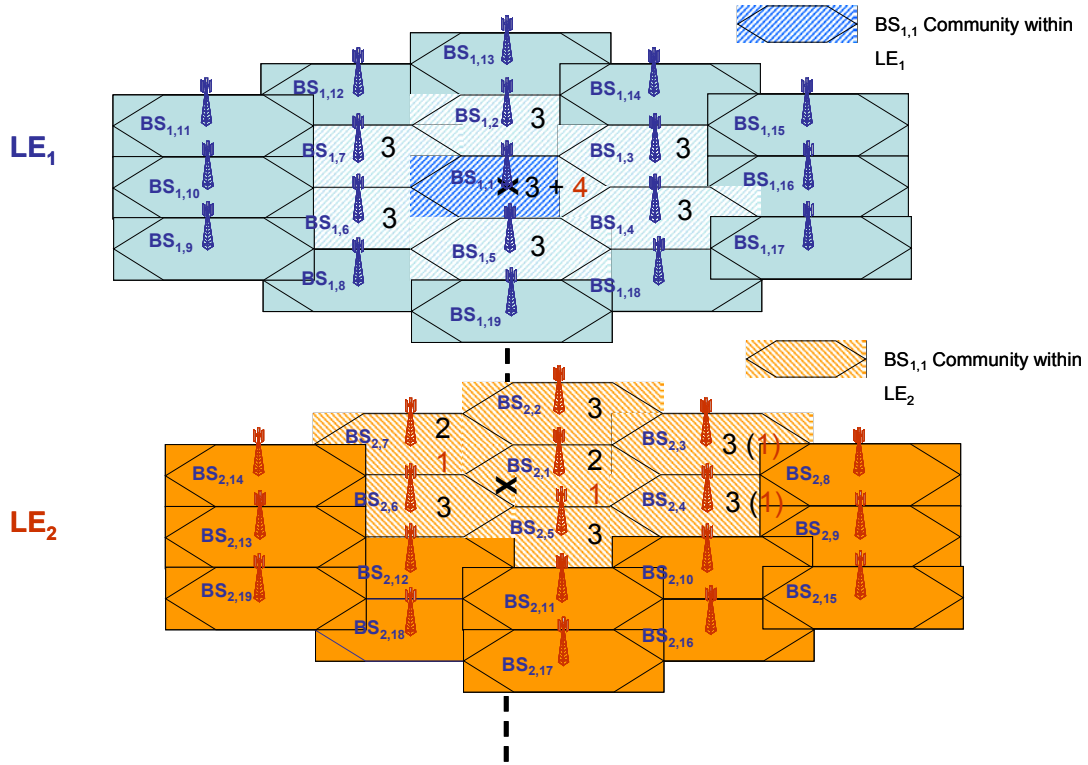 BS1,1 Community within
LE1
BS1,13
BS1,12
BS1,14
BS1,11
BS1,2
3
BS1,15
LE1
BS1,7
3
BS1,3
3
BS1,10
BS1,1
X 3 + 4
BS1,16
BS1,6
3
BS1,4
3
BS1,9
BS1,5
3
BS1,17
BS1,8
BS1,18
BS1,19
BS1,1 Community within
LE2
BS2,2
3
BS2,7
2
BS2,3
3 (1)
1
BS2,14
BS2,1
2
BS2,8
X
1
BS2,6
3
BS2,4
3 (1)
LE2
BS2,13
BS2,5
3
BS2,9
BS2,12
BS2,10
BS2,19
BS2,11
BS2,15
BS2,18
BS2,16
BS2,17